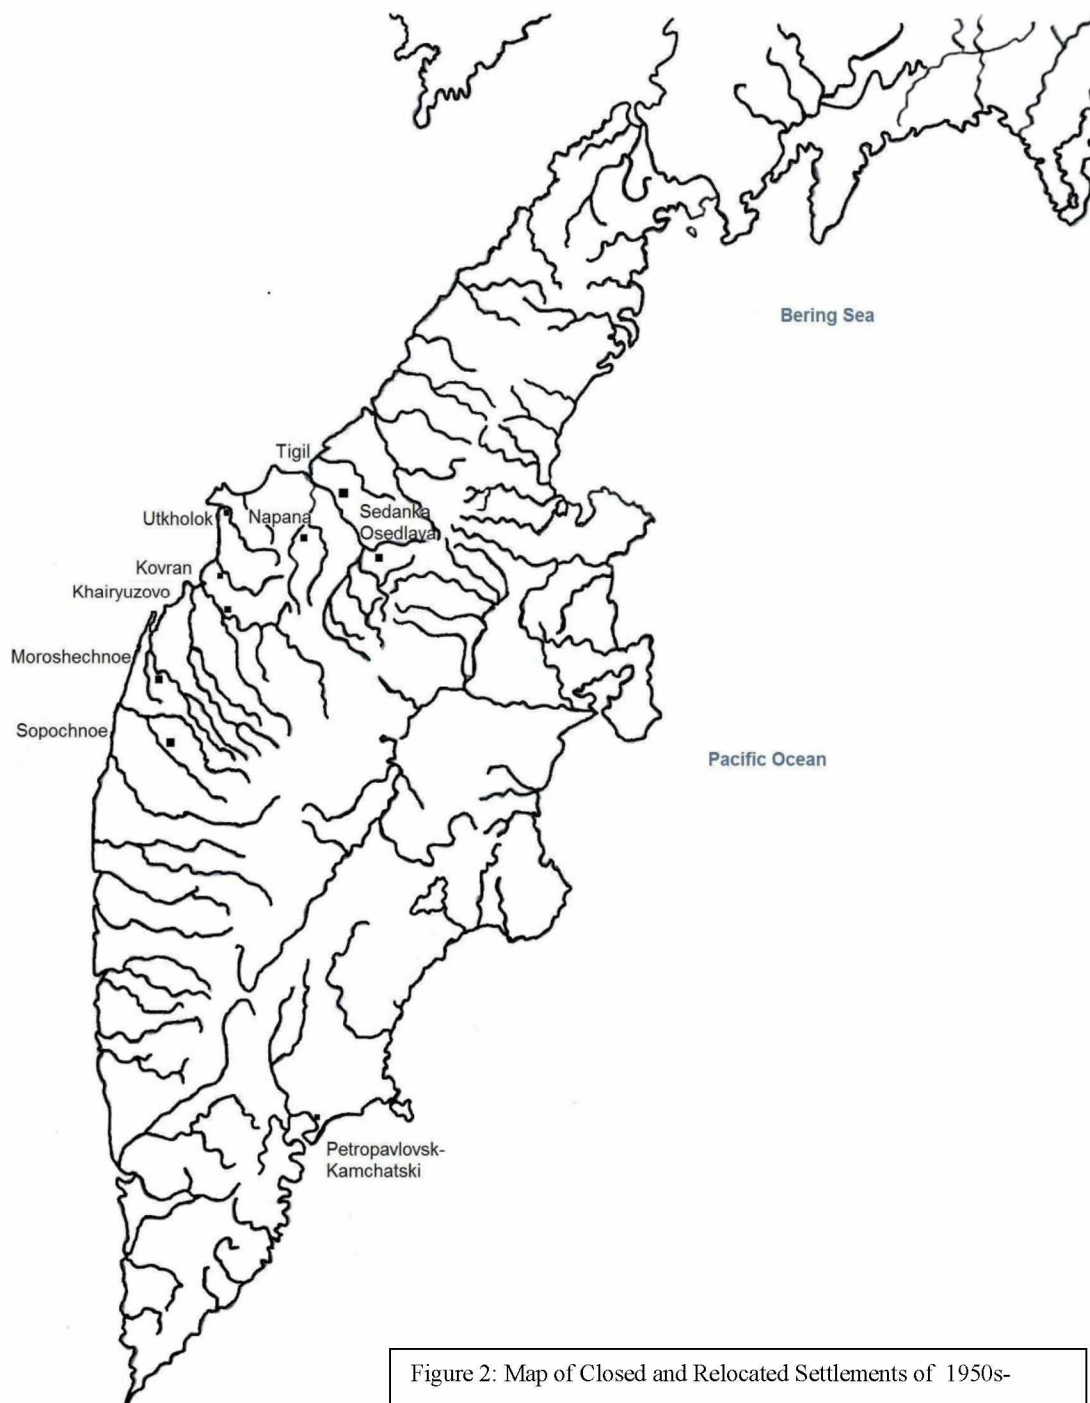 Bering Sea
Tigil
Utkholok
Napana
Sedanka
Osedlaya
Kovran
Khairyuzovo
Moroshechnoe
Sopochnoe
Pacific Ocean
Petropavlovsk-
Kamchatski
Figure 2: Map of Closed and Relocated Settlements of 1950s-